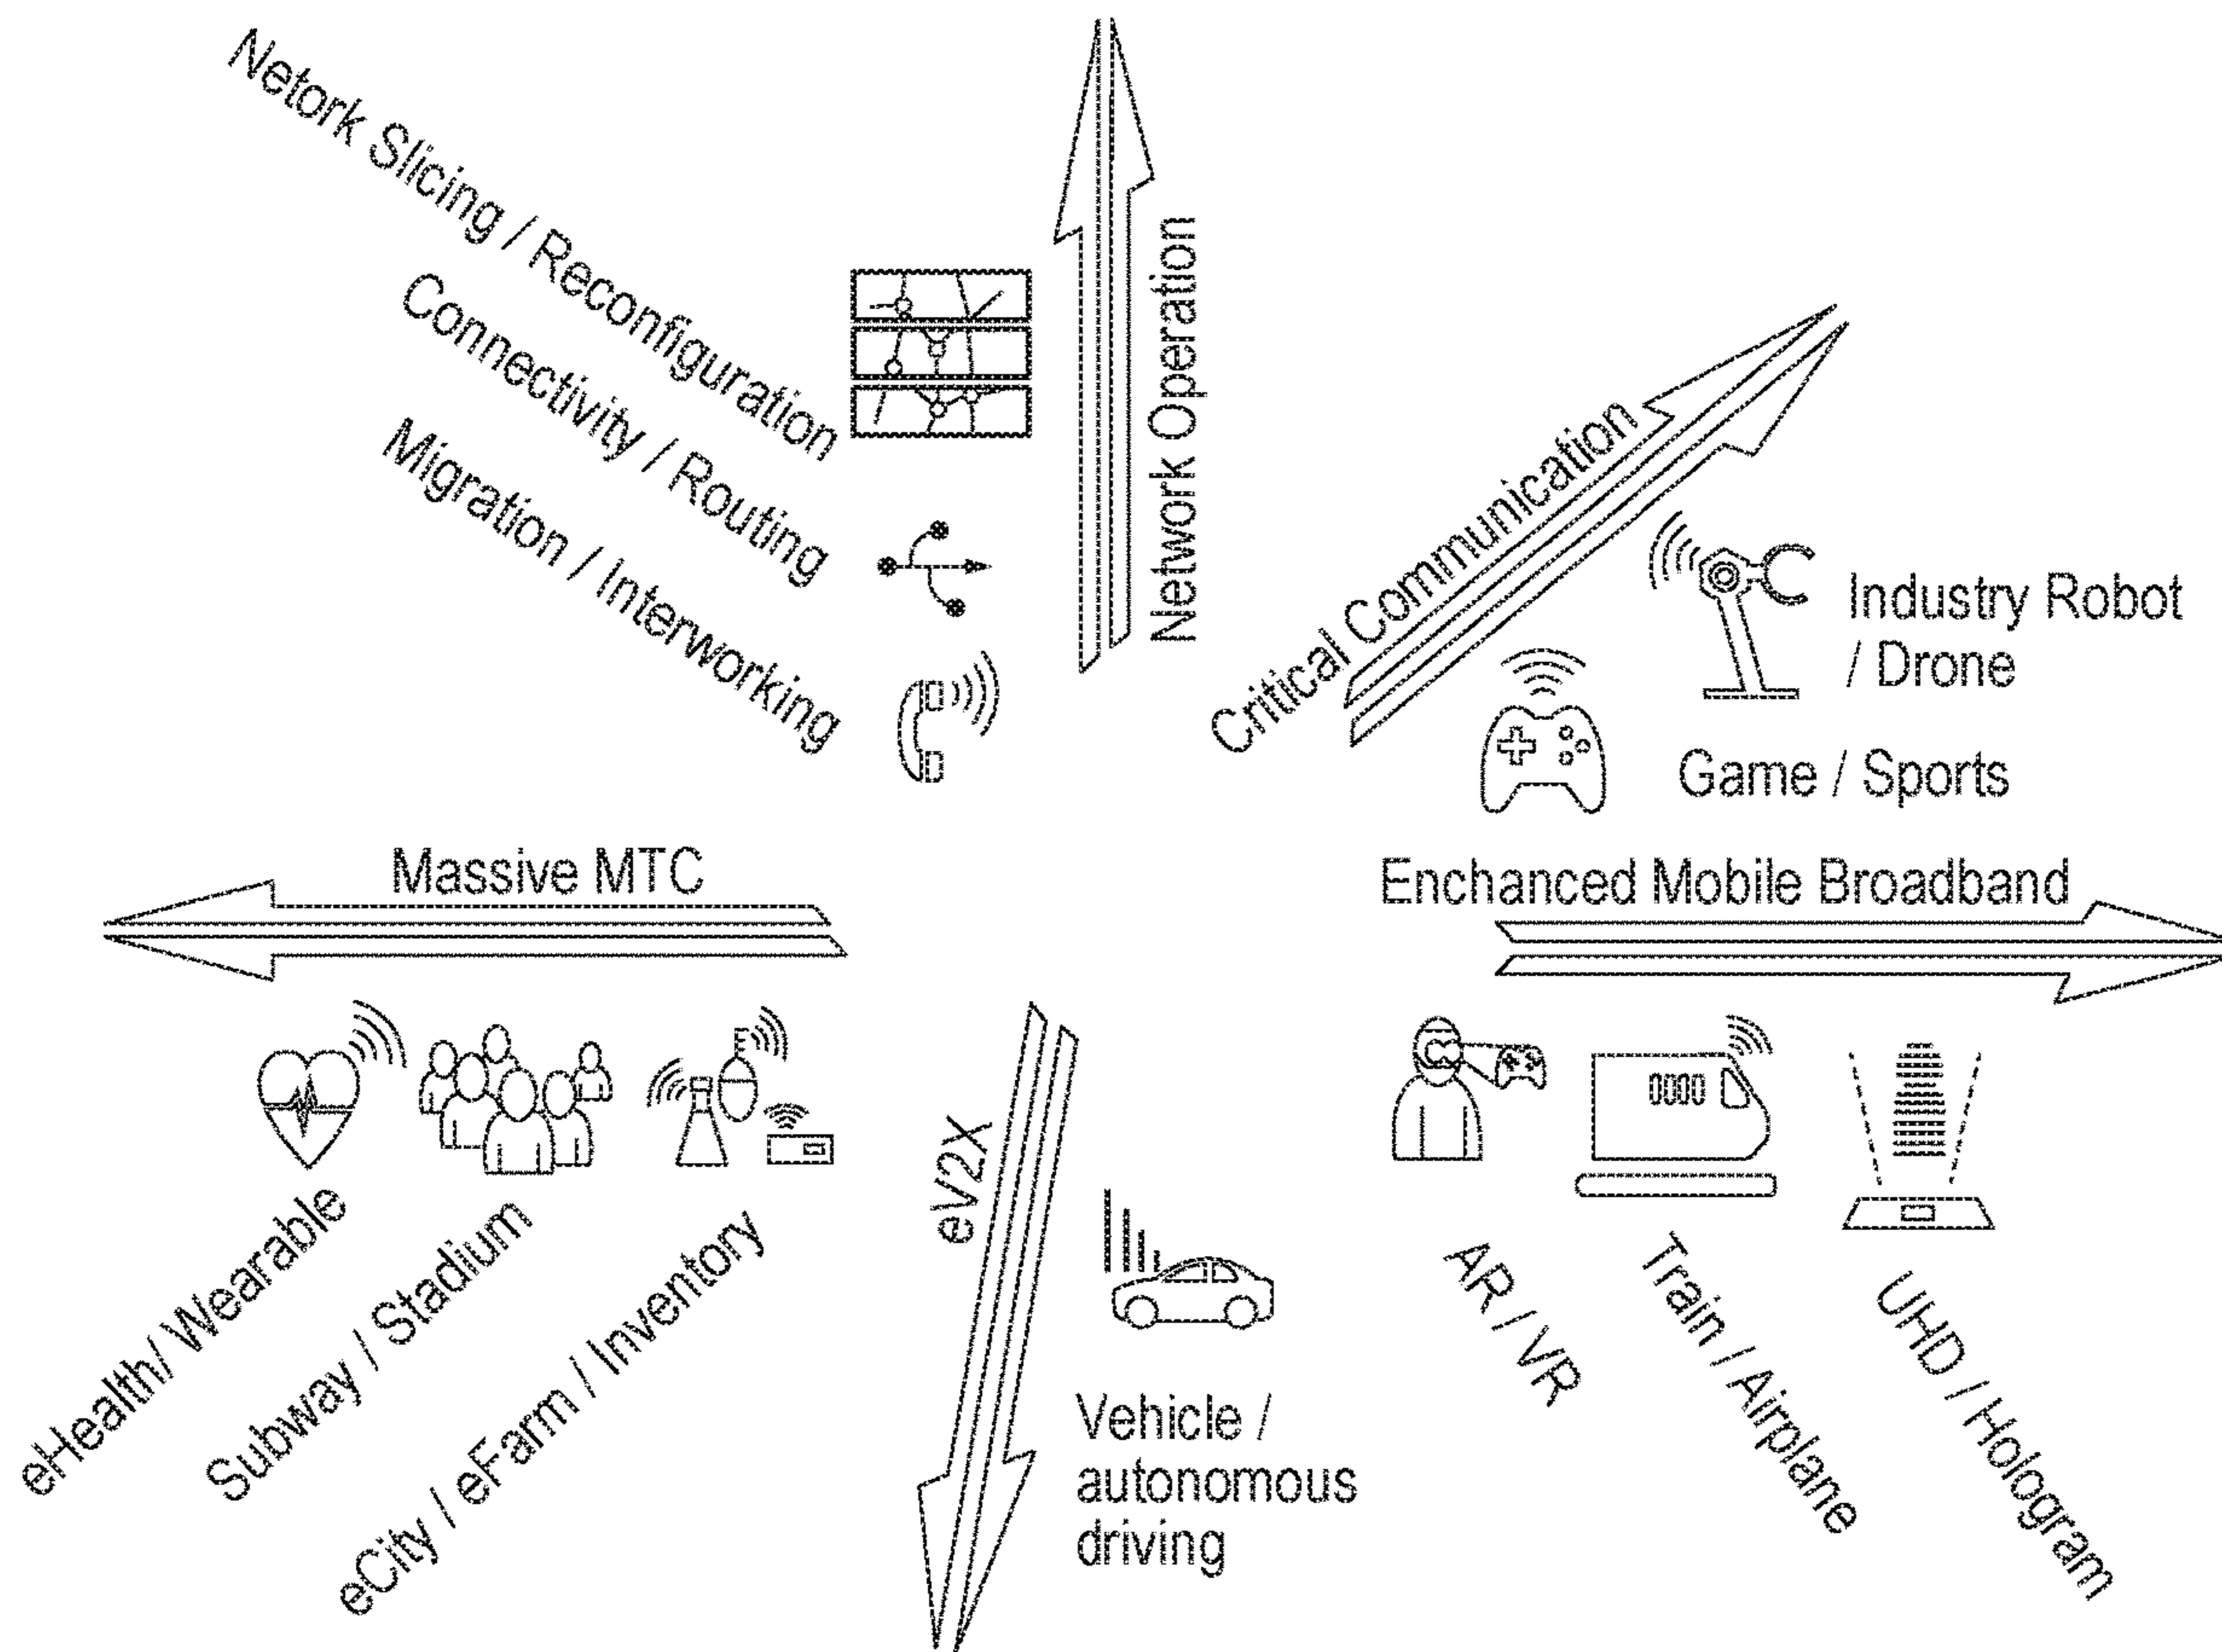 Netork Slicing / Reconfiguration
Connectivity / Routing
Migration / Interworking
Network Operation
Critical Communication
Industry Robot
/ Drone
Game / Sports
Massive MTC
Enchanced Mobile Broadband
eHealth/ Wearable
Subway / Stadium
eCity / eFarm / Inventory
eV2X
Vehicle /
autonomous
driving
AR / VR
Train / Airplane
UHD / Hologram